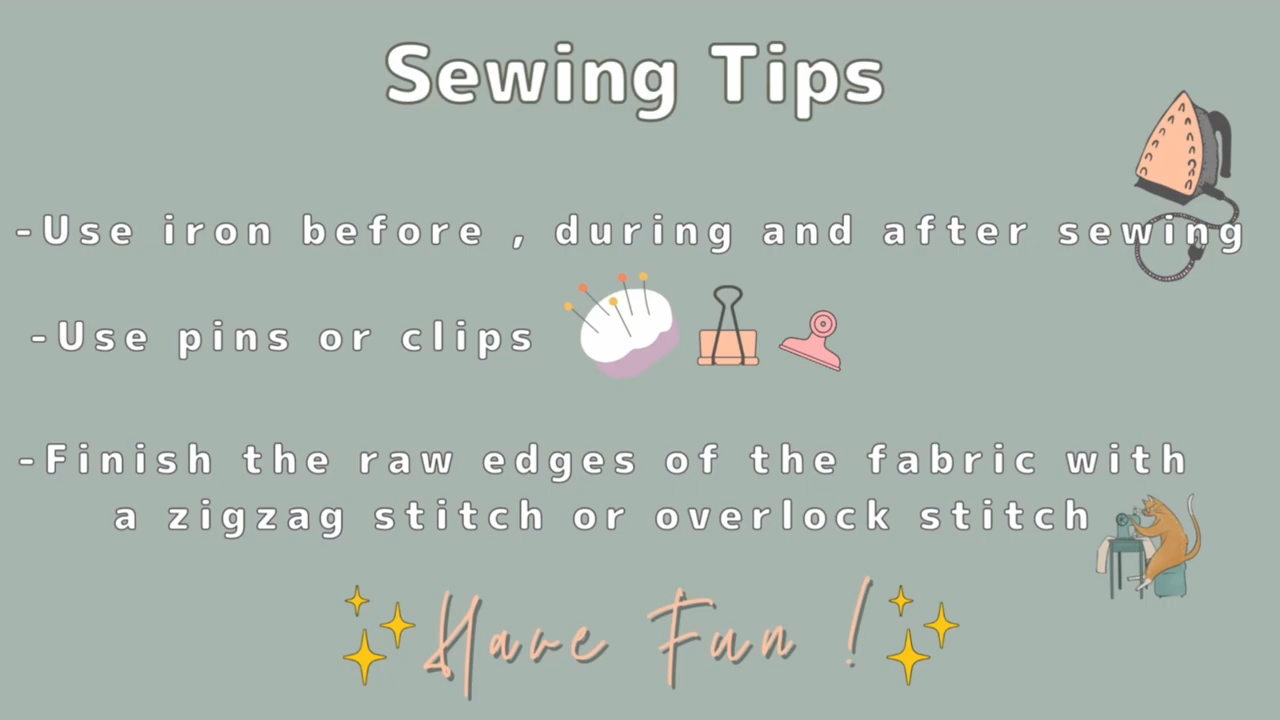 Sewing Tips
-Use iron before , during and after sewing
-Use pins or clips
-Finish the raw edges of the fabric with
a zigzag stitch or overlock stitch
Have Fun !